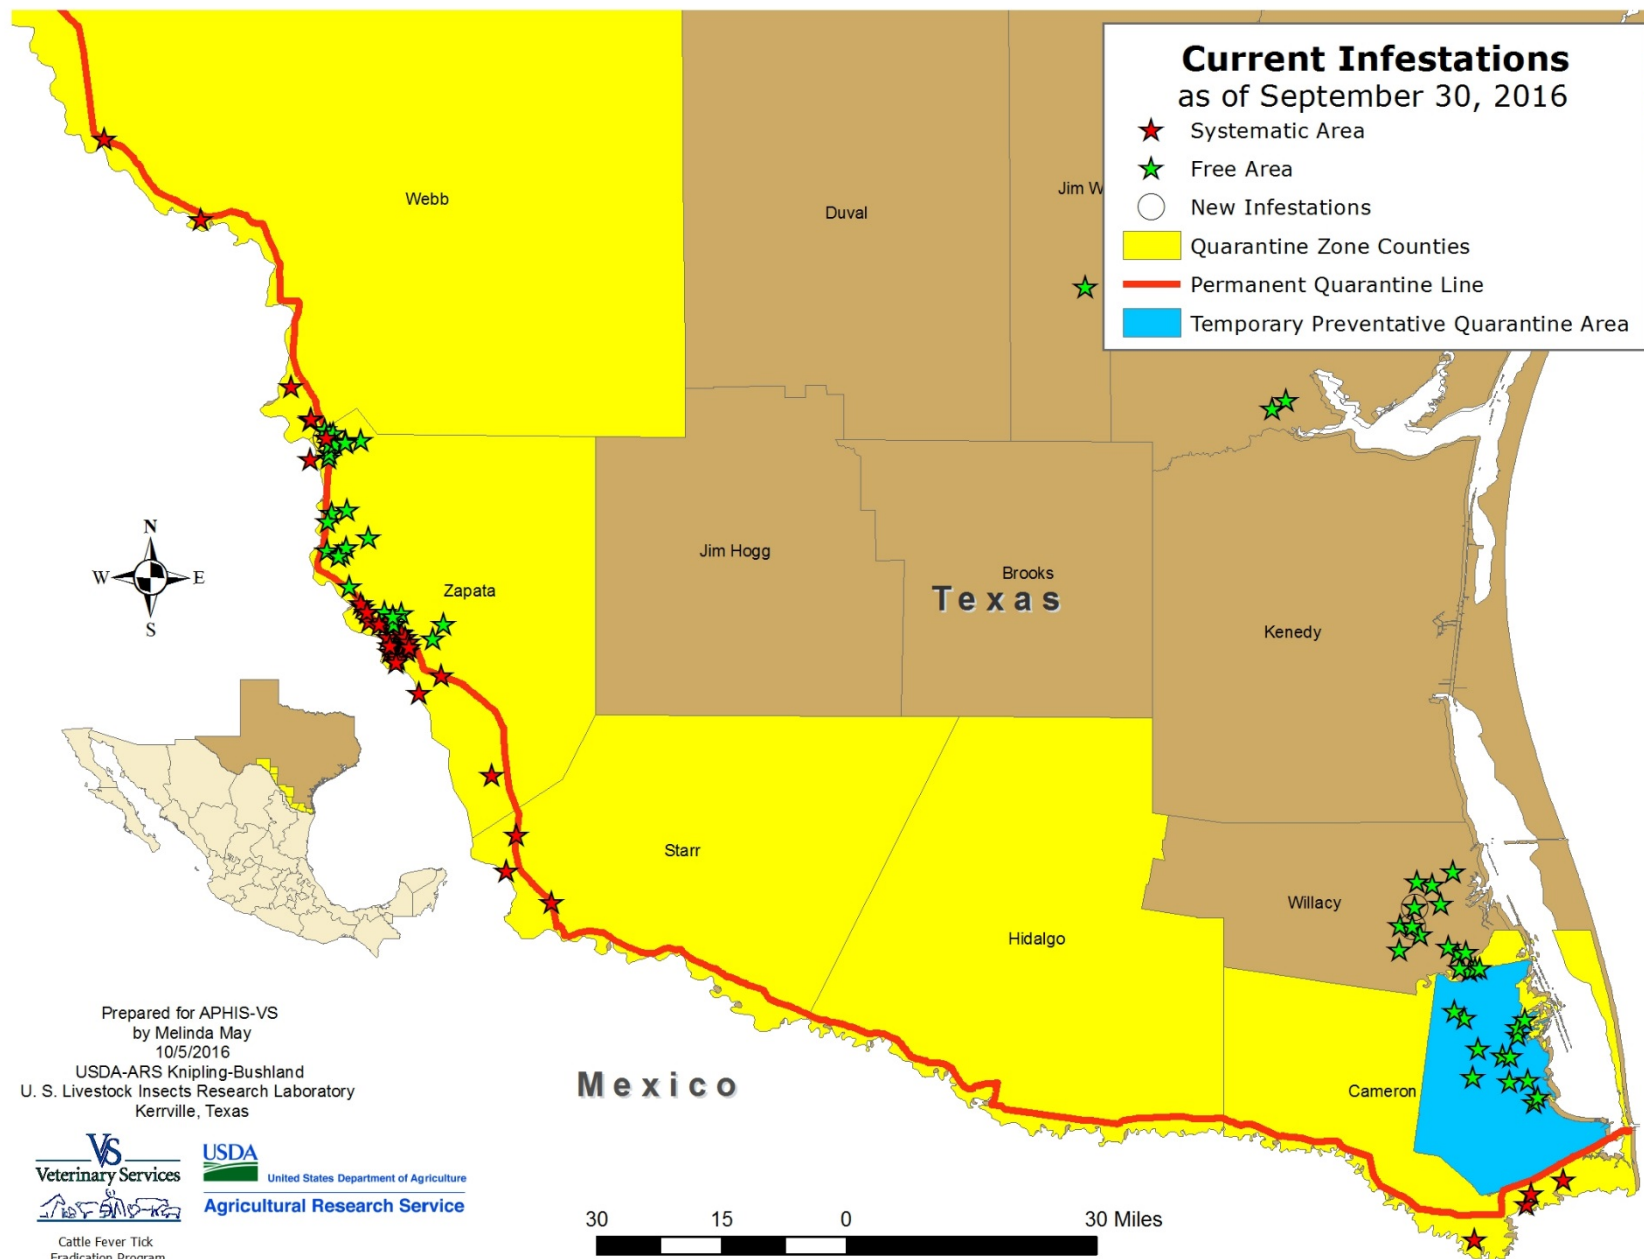 Current Infestations
as of September 30, 2016
Systematic Area
Free Area
New Infestations
Quarantine Zone Counties
Permanent Quarantine Line
Temporary Preventative Quarantine Area
Webb
Duval
Jim W
Zapata
Jim Hogg
Brooks
Texas
Kenedy
Starr
Hidalgo
Willacy
Cameron
Mexico
N
W E
S
Prepared for APHIS-VS
by Melinda May
10/5/2016
USDA-ARS Knipling-Bushland
U. S. Livestock Insects Research Laboratory
Kerrville, Texas
VS
Veterinary Services
Cattle Fever Tick
Eradication Program
USDA
United States Department of Agriculture
Agricultural Research Service
30 15 0 30 Miles